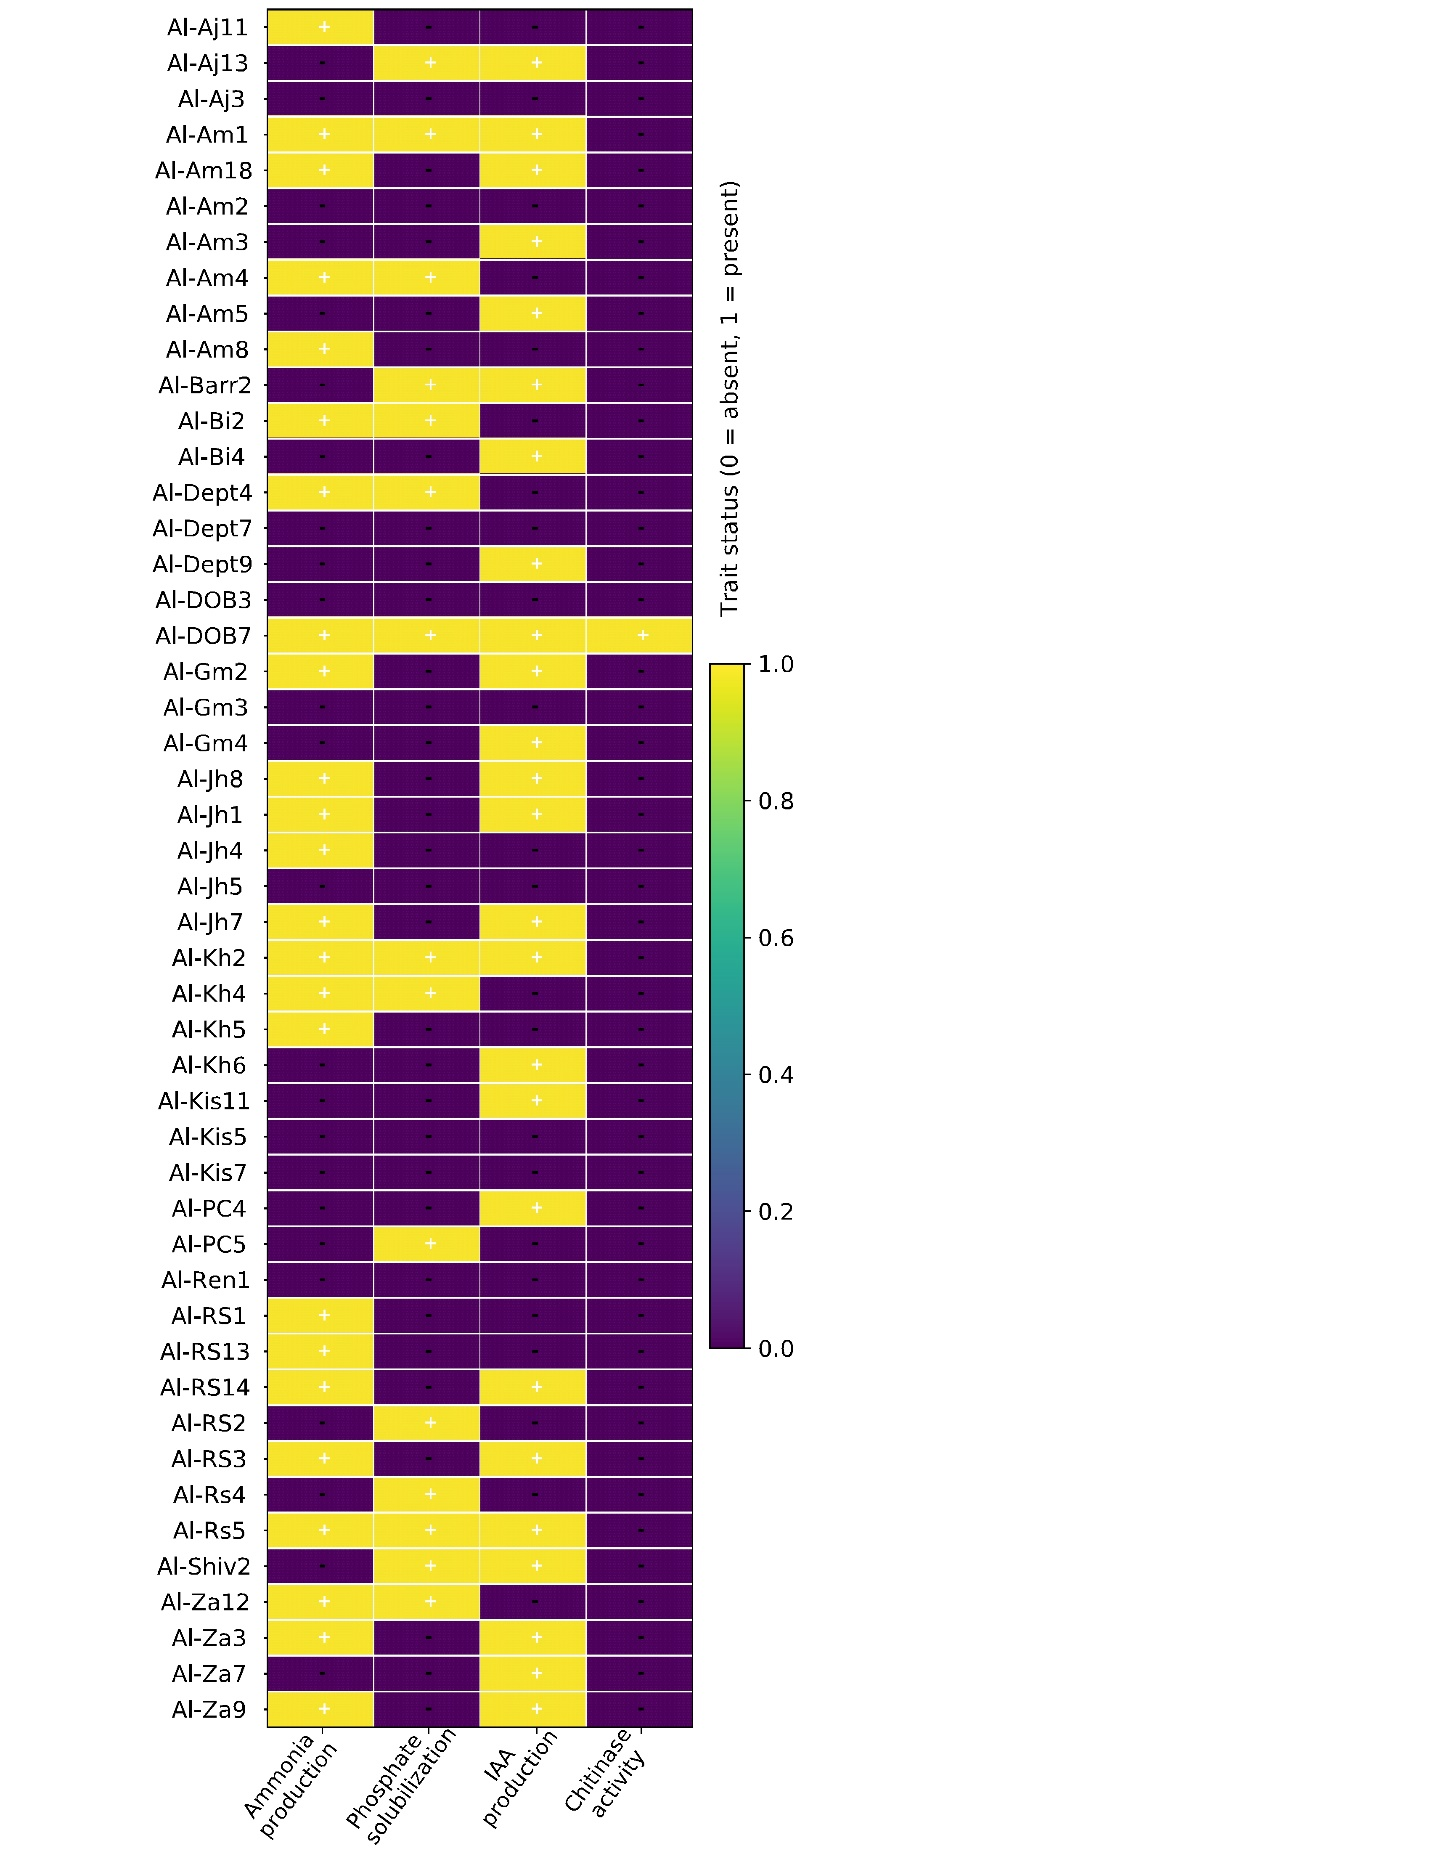 Al-Aj11 + - - -
Al-Aj13 - + + -
Al-Aj3 - - - -
Al-Am1 + + + -
Al-Am18 + - + -
Al-Am2 - - - -
Al-Am3 - - + -
Al-Am4 + + - -
Al-Am5 - - + -
Al-Am8 + - - -
Al-Barr2 - + + -
Al-Bi2 + + - -
Al-Bi4 - - + -
Al-Dept4 + + - -
Al-Dept7 - - - -
Al-Dept9 - - + -
Al-DOB3 - - - -
Al-DOB7 + + + +
Al-Gm2 + - + -
Al-Gm3 - - - -
Al-Gm4 - - + -
Al-Jh8 + - + -
Al-Jh1 + - + -
Al-Jh4 + - - -
Al-Jh5 - - - -
Al-Jh7 + - + -
Al-Kh2 + + + -
Al-Kh4 + + - -
Al-Kh5 + - - -
Al-Kh6 - - + -
Al-Kis11 - - + -
Al-Kis5 - - - -
Al-Kis7 - - - -
Al-PC4 - - + -
Al-PC5 - + - -
Al-Ren1 - - - -
Al-RS1 + - - -
Al-RS13 + - - -
Al-RS14 + - + -
Al-RS2 - + - -
Al-RS3 + - + -
Al-Rs4 - + - -
Al-Rs5 + + + -
Al-Shiv2 - + + -
Al-Za12 + + - -
Al-Za3 + - + -
Al-Za7 - - + -
Al-Za9 + - + -
Ammonia
production
Phosphate
solubilization
IAA
production
Chitinase
activity
Trait status (0 = absent, 1 = present)
1.0
0.8
0.6
0.4
0.2
0.0